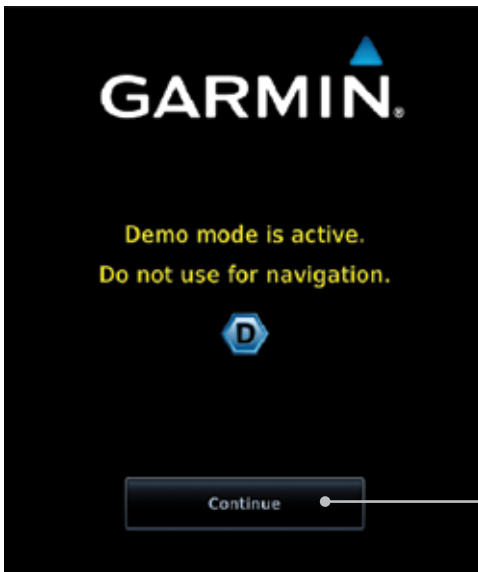 GARMIN®
Demo mode is active.
Do not use for navigation.
D
Continue